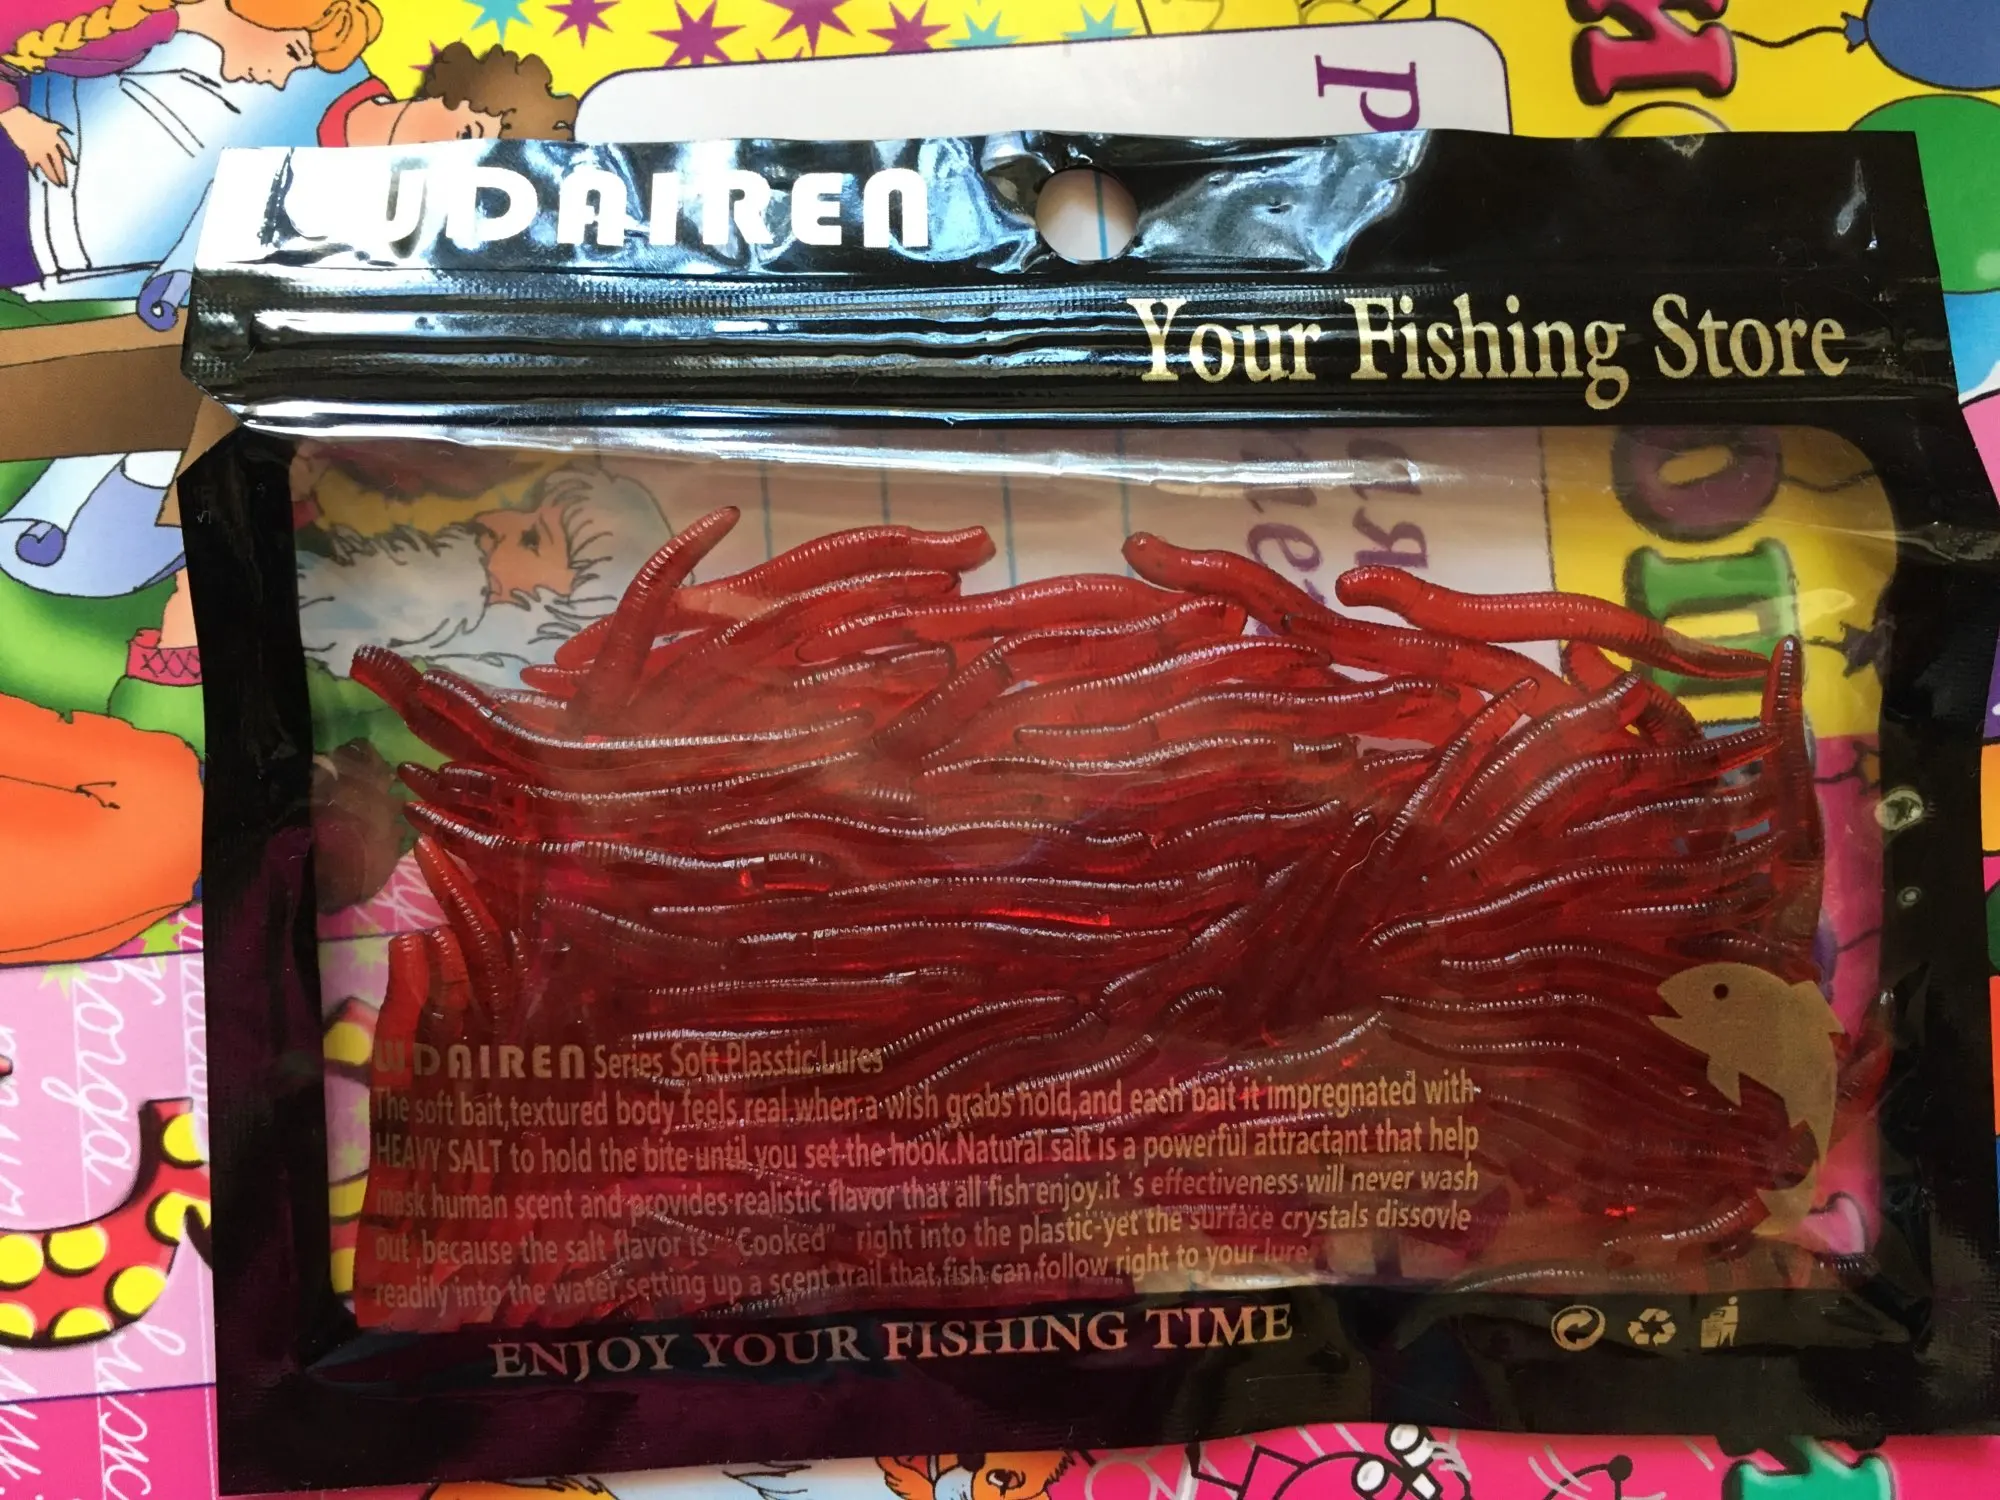 WDAIREN
Your Fishing Store
WDAIREN Series Soft Plasstic Lures
The soft bait,textured body feels real when a wish grabs hold,and each bait it impregnated with
HEAVY SALT to hold the bite until you set the hook.Natural salt is a powerful attractant that help
mask human scent and provides realistic flavor that all fish enjoy.it 's effectiveness will never wash
out ,because the salt flavor is "Cooked" right into the plastic-yet the surface crystals dissovle
readily into the water,setting up a scent trail that fish can follow right to your lure
ENJOY YOUR FISHING TIME